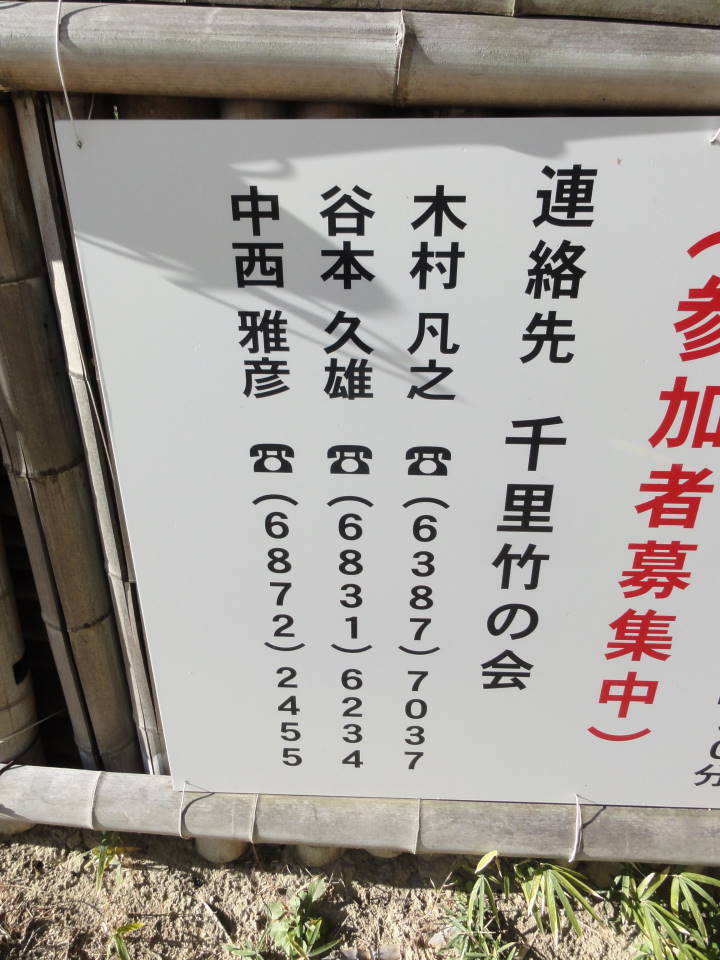 （参加者募集中）
連絡先 千里竹の会
木村 凡之 ☎（6387）7037
谷本 久雄 ☎（6831）6234
中西 雅彦 ☎（6872）2455